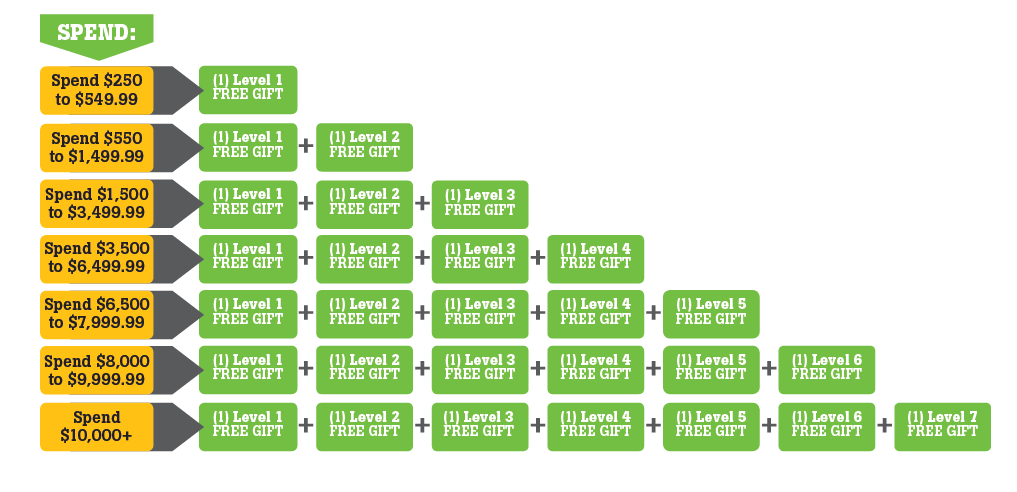 SPEND:
Spend $250
to $549.99
(1) Level 1
FREE GIFT
Spend $550
to $1,499.99
(1) Level 1
FREE GIFT
+
(1) Level 2
FREE GIFT
Spend $1,500
to $3,499.99
(1) Level 1
FREE GIFT
+
(1) Level 2
FREE GIFT
+
(1) Level 3
FREE GIFT
Spend $3,500
to $6,499.99
(1) Level 1
FREE GIFT
+
(1) Level 2
FREE GIFT
+
(1) Level 3
FREE GIFT
+
(1) Level 4
FREE GIFT
Spend $6,500
to $7,999.99
(1) Level 1
FREE GIFT
+
(1) Level 2
FREE GIFT
+
(1) Level 3
FREE GIFT
+
(1) Level 4
FREE GIFT
+
(1) Level 5
FREE GIFT
Spend $8,000
to $9,999.99
(1) Level 1
FREE GIFT
+
(1) Level 2
FREE GIFT
+
(1) Level 3
FREE GIFT
+
(1) Level 4
FREE GIFT
+
(1) Level 5
FREE GIFT
+
(1) Level 6
FREE GIFT
Spend
$10,000+
(1) Level 1
FREE GIFT
+
(1) Level 2
FREE GIFT
+
(1) Level 3
FREE GIFT
+
(1) Level 4
FREE GIFT
+
(1) Level 5
FREE GIFT
+
(1) Level 6
FREE GIFT
+
(1) Level 7
FREE GIFT